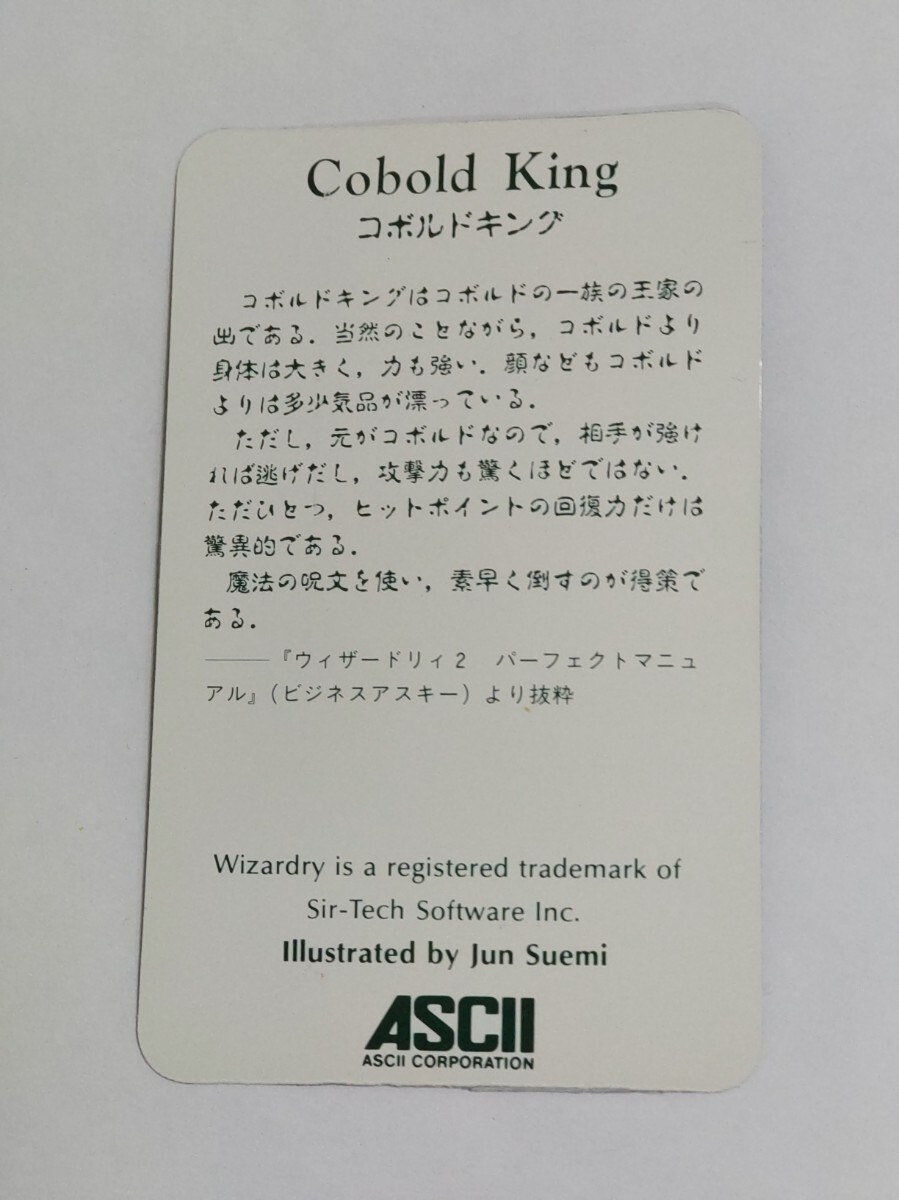 Cobold King
コボルドキング
コボルドキングはコボルドの一族の王家の
出である．当然のことながら，コボルドより
身体は大きく，力も強い．顔などもコボルド
よりは多少気品が漂っている．
ただし，元がコボルドなので，相手が強け
れば逃げだし，攻撃力も驚くほどではない．
ただひとつ，ヒットポイントの回復力だけは
驚異的である．
魔法の呪文を使い，素早く倒すのが得策で
ある．
───『ウィザードリィ2　パーフェクトマニュ
アル』（ビジネスアスキー）より抜粋
Wizardry is a registered trademark of
Sir-Tech Software Inc.
Illustrated by Jun Suemi
ASCII
ASCII CORPORATION